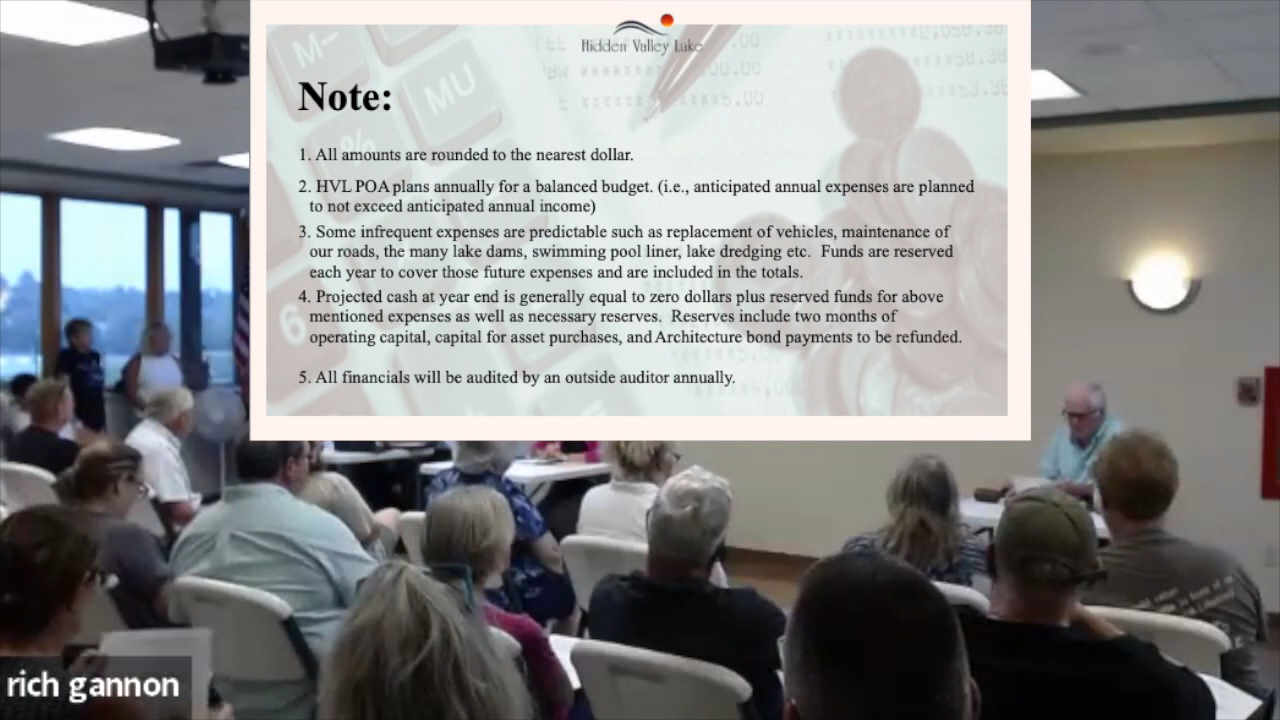 Hidden Valley Lake
Note:
1. All amounts are rounded to the nearest dollar.
2. HVL POA plans annually for a balanced budget. (i.e., anticipated annual expenses are planned
to not exceed anticipated annual income)
3. Some infrequent expenses are predictable such as replacement of vehicles, maintenance of
our roads, the many lake dams, swimming pool liner, lake dredging etc. Funds are reserved
each year to cover those future expenses and are included in the totals.
4. Projected cash at year end is generally equal to zero dollars plus reserved funds for above
mentioned expenses as well as necessary reserves. Reserves include two months of
operating capital, capital for asset purchases, and Architecture bond payments to be refunded.
5. All financials will be audited by an outside auditor annually.
M-
MU
%
6
rich gannon